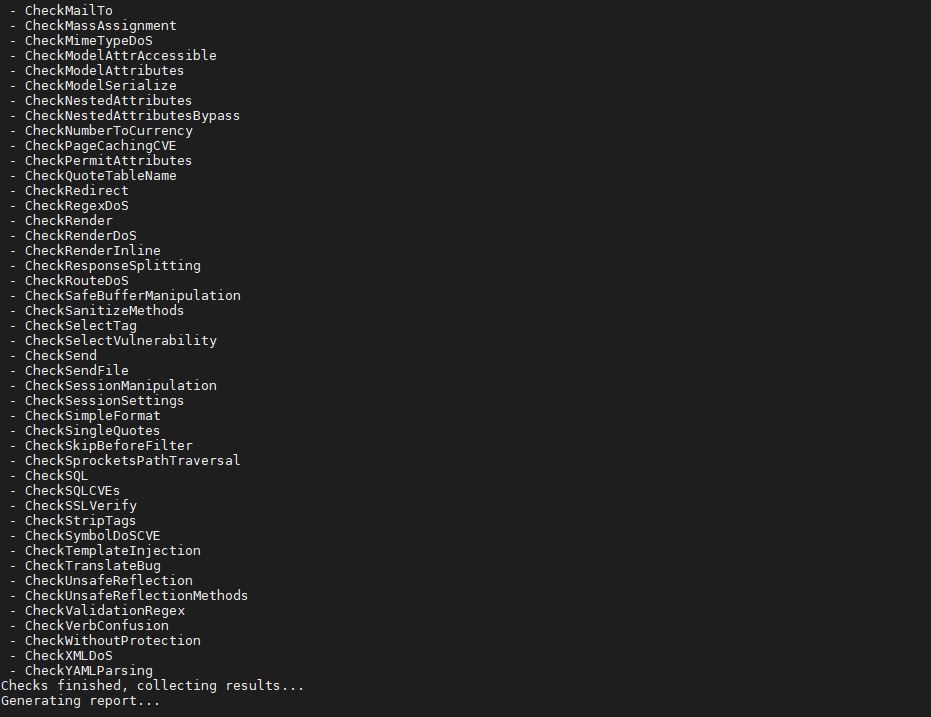 - CheckMailTo
- CheckMassAssignment
- CheckMimeTypeDoS
- CheckModelAttrAccessible
- CheckModelAttributes
- CheckModelSerialize
- CheckNestedAttributes
- CheckNestedAttributesBypass
- CheckNumberToCurrency
- CheckPageCachingCVE
- CheckPermitAttributes
- CheckQuoteTableName
- CheckRedirect
- CheckRegexDoS
- CheckRender
- CheckRenderDoS
- CheckRenderInline
- CheckResponseSplitting
- CheckRouteDoS
- CheckSafeBufferManipulation
- CheckSanitizeMethods
- CheckSelectTag
- CheckSelectVulnerability
- CheckSend
- CheckSendFile
- CheckSessionManipulation
- CheckSessionSettings
- CheckSimpleFormat
- CheckSingleQuotes
- CheckSkipBeforeFilter
- CheckSprocketsPathTraversal
- CheckSQL
- CheckSQLCVEs
- CheckSSLVerify
- CheckStripTags
- CheckSymbolDoSCVE
- CheckTemplateInjection
- CheckTranslateBug
- CheckUnsafeReflection
- CheckUnsafeReflectionMethods
- CheckValidationRegex
- CheckVerbConfusion
- CheckWithoutProtection
- CheckXMLDoS
- CheckYAMLParsing
Checks finished, collecting results...
Generating report...